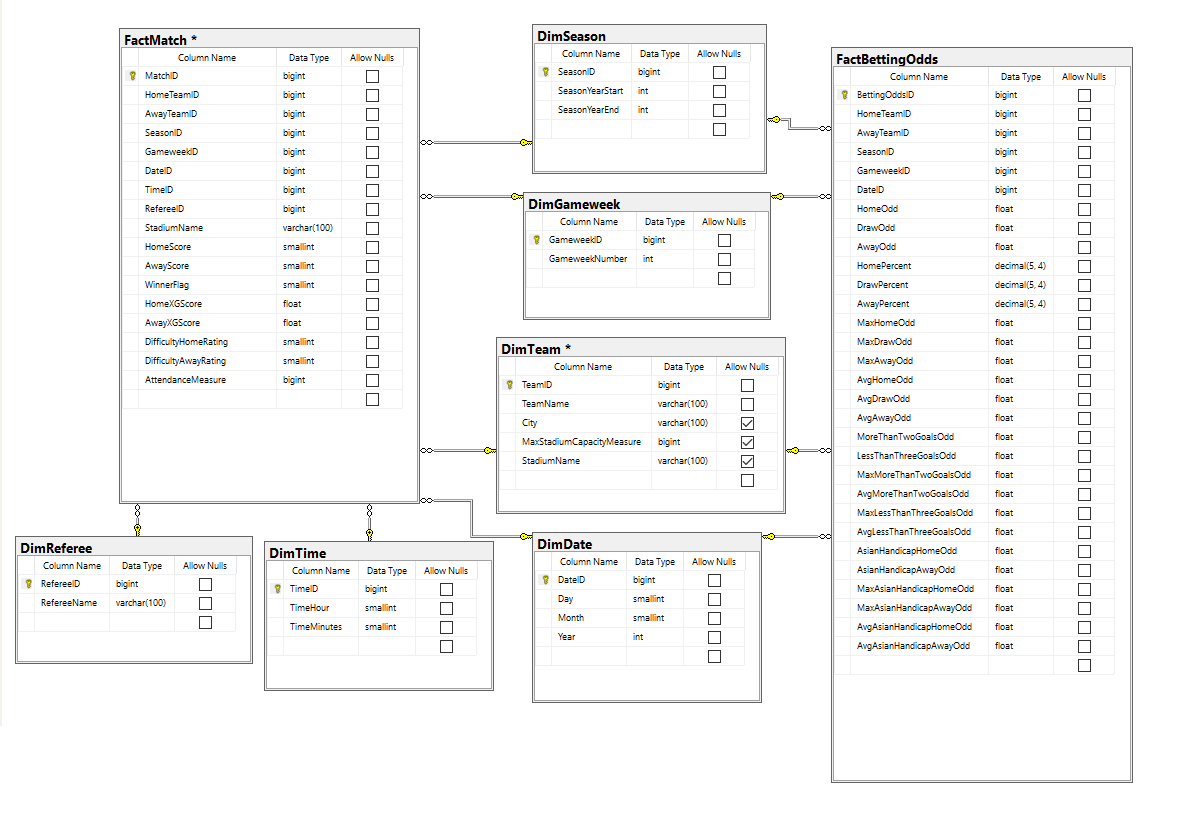 FactMatch *
Column Name Data Type Allow Nulls
MatchID bigint
HomeTeamID bigint
AwayTeamID bigint
SeasonID bigint
GameweekID bigint
DateID bigint
TimeID bigint
RefereeID bigint
StadiumName varchar(100)
HomeScore smallint
AwayScore smallint
WinnerFlag smallint
HomeXGScore float
AwayXGScore float
DifficultyHomeRating smallint
DifficultyAwayRating smallint
AttendanceMeasure bigint
DimSeason
Column Name Data Type Allow Nulls
SeasonID bigint
SeasonYearStart int
SeasonYearEnd int
DimGameweek
Column Name Data Type Allow Nulls
GameweekID bigint
GameweekNumber int
DimTeam *
Column Name Data Type Allow Nulls
TeamID bigint
TeamName varchar(100)
City varchar(100)
MaxStadiumCapacityMeasure bigint
StadiumName varchar(100)
DimDate
Column Name Data Type Allow Nulls
DateID bigint
Day smallint
Month smallint
Year int
DimReferee
Column Name Data Type Allow Nulls
RefereeID bigint
RefereeName varchar(100)
DimTime
Column Name Data Type Allow Nulls
TimeID bigint
TimeHour smallint
TimeMinutes smallint
FactBettingOdds
Column Name Data Type Allow Nulls
BettingOddsID bigint
HomeTeamID bigint
AwayTeamID bigint
SeasonID bigint
GameweekID bigint
DateID bigint
HomeOdd float
DrawOdd float
AwayOdd float
HomePercent decimal(5, 4)
DrawPercent decimal(5, 4)
AwayPercent decimal(5, 4)
MaxHomeOdd float
MaxDrawOdd float
MaxAwayOdd float
AvgHomeOdd float
AvgDrawOdd float
AvgAwayOdd float
MoreThanTwoGoalsOdd float
LessThanThreeGoalsOdd float
MaxMoreThanTwoGoalsOdd float
AvgMoreThanTwoGoalsOdd float
MaxLessThanThreeGoalsOdd float
AvgLessThanThreeGoalsOdd float
AsianHandicapHomeOdd float
AsianHandicapAwayOdd float
MaxAsianHandicapHomeOdd float
MaxAsianHandicapAwayOdd float
AvgAsianHandicapHomeOdd float
AvgAsianHandicapAwayOdd float